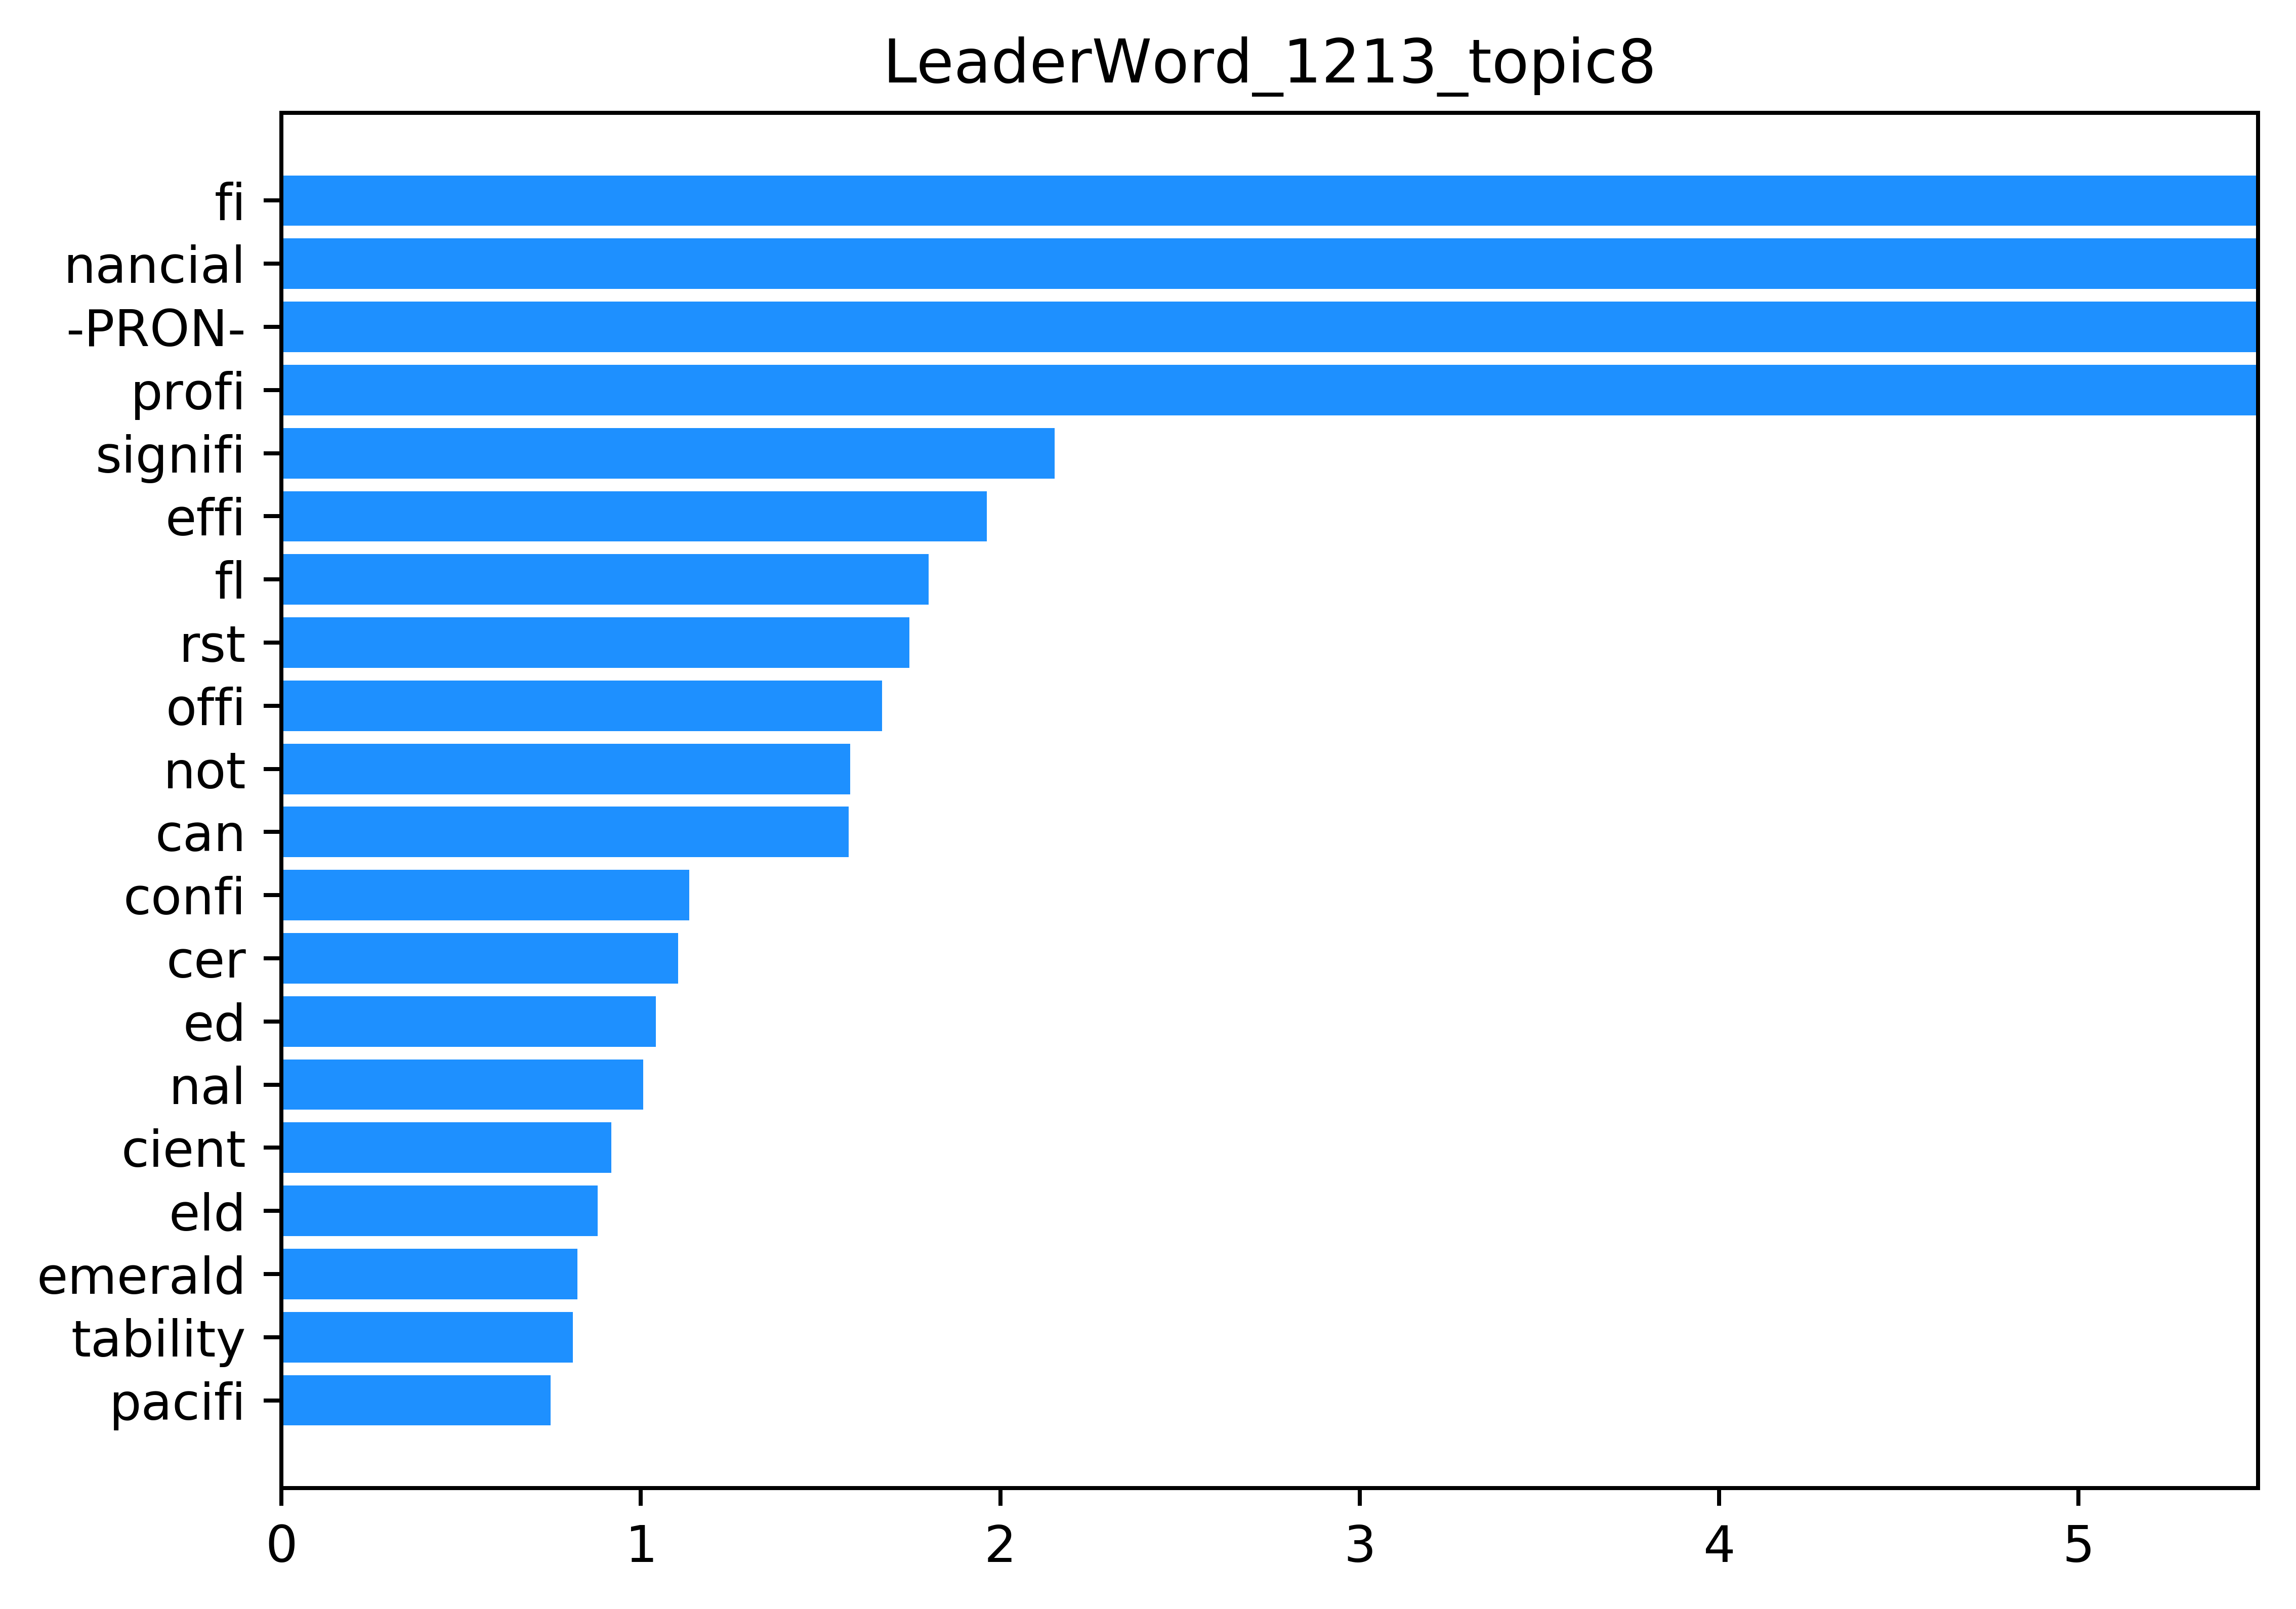 LeaderWord_1213_topic8
fi
nancial
-PRON-
profi
signifi
effi
fl
rst
offi
not
can
confi
cer
ed
nal
cient
eld
emerald
tability
pacifi
0 1 2 3 4 5